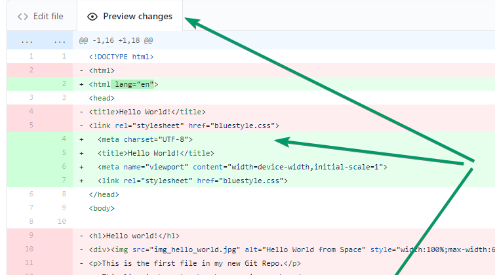 <> Edit file Preview changes
... ... @@ -1,16 +1,18 @@
1 1 <!DOCTYPE html>
2 - <html>
2 + <html lang="en">
3 3 <head>
4 - <title>Hello World!</title>
5 - <link rel="stylesheet" href="bluestyle.css">
4 + <meta charset="UTF-8">
5 + <title>Hello World!</title>
6 + <meta name="viewport" content="width=device-width,initial-scale=1">
7 + <link rel="stylesheet" href="bluestyle.css">
6 8 </head>
7 9 <body>
8 10
9 - <h1>Hello world!</h1>
10 - <div><img src="img_hello_world.jpg" alt="Hello World from Space" style="width:100%;max-width:6
11 - <p>This is the first file in my new Git Repo.</p>